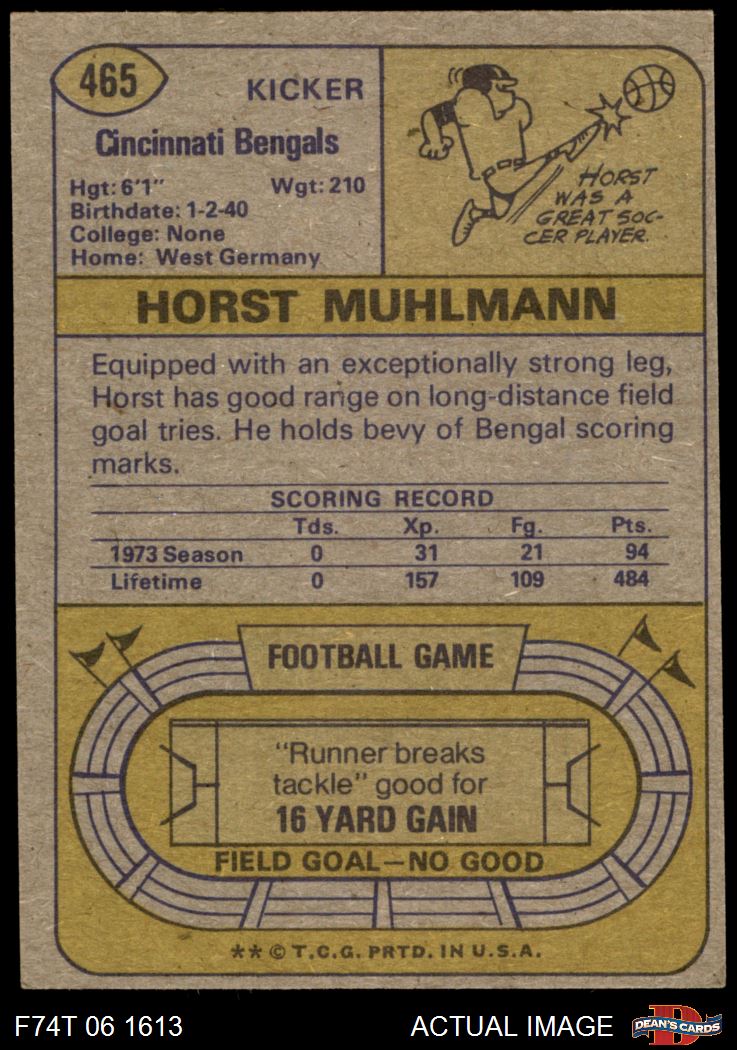 465
KICKER
Cincinnati Bengals
Hgt: 6'1" Wgt: 210
Birthdate: 1-2-40
College: None
Home: West Germany
HORST
WAS A
GREAT SOC-
CER PLAYER.
HORST MUHLMANN
Equipped with an exceptionally strong leg,
Horst has good range on long-distance field
goal tries. He holds bevy of Bengal scoring
marks.
SCORING RECORD
Tds. Xp. Fg. Pts.
1973 Season 0 31 21 94
Lifetime 0 157 109 484
FOOTBALL GAME
"Runner breaks
tackle" good for
16 YARD GAIN
FIELD GOAL—NO GOOD
** © T.C.G. PRTD. IN U.S.A.
F74T 06 1613 ACTUAL IMAGE
D
DEAN'S CARDS